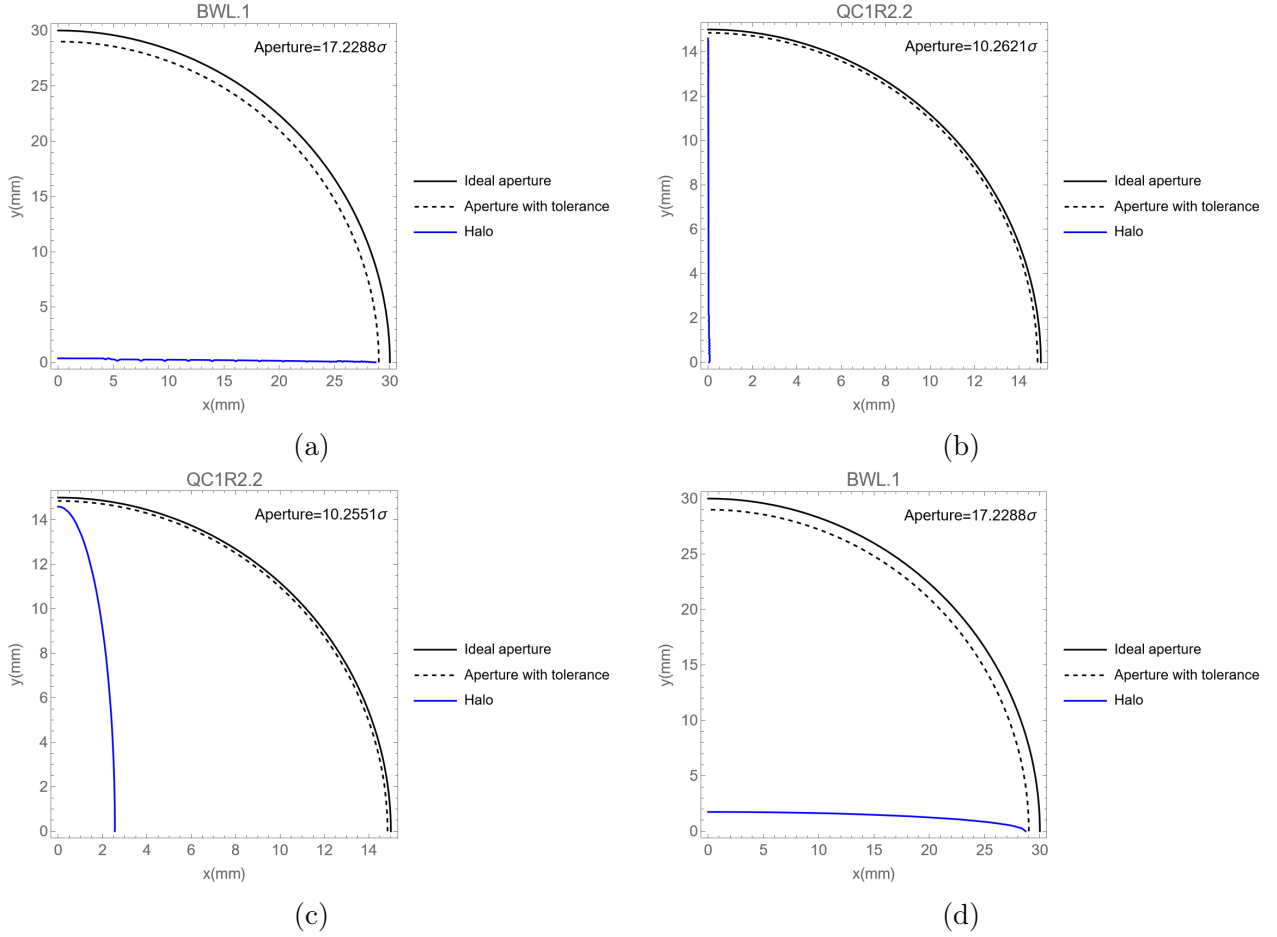 BWL.1
Aperture=17.2288σ
30
25
20
15
10
5
0
y(mm)
0 5 10 15 20 25 30
x(mm)
Ideal aperture
Aperture with tolerance
Halo
(a)
QC1R2.2
Aperture=10.2621σ
14
12
10
8
6
4
2
0
y(mm)
0 2 4 6 8 10 12 14
x(mm)
Ideal aperture
Aperture with tolerance
Halo
(b)
QC1R2.2
Aperture=10.2551σ
14
12
10
8
6
4
2
0
y(mm)
0 2 4 6 8 10 12 14
x(mm)
Ideal aperture
Aperture with tolerance
Halo
(c)
BWL.1
Aperture=17.2288σ
30
25
20
15
10
5
0
y(mm)
0 5 10 15 20 25 30
x(mm)
Ideal aperture
Aperture with tolerance
Halo
(d)